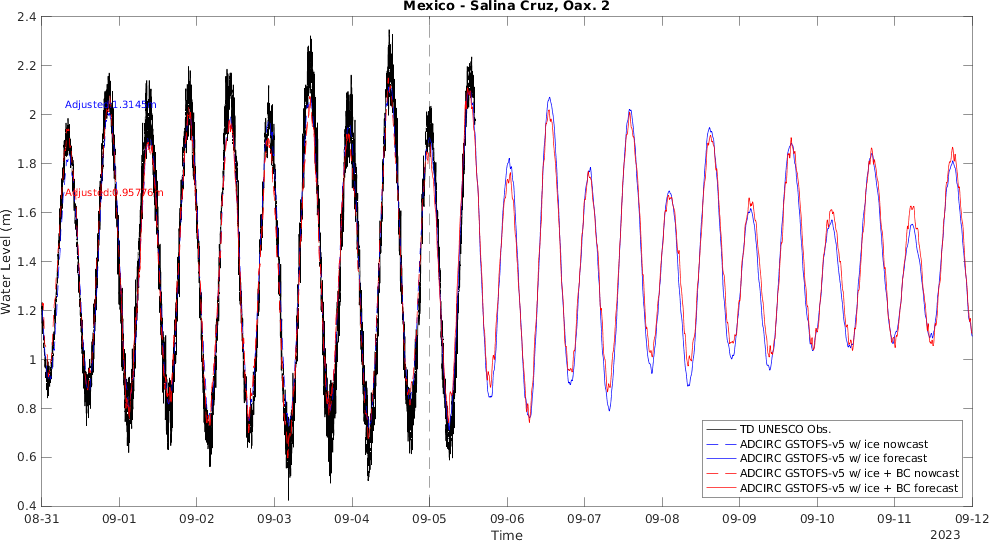 Mexico - Salina Cruz, Oax. 2
2.4
2.2
2
1.8
1.6
1.4
1.2
1
0.8
0.6
0.4
Water Level (m)
Adjusted:1.3145m
Adjusted:0.95776m
TD UNESCO Obs.
ADCIRC GSTOFS-v5 w/ ice nowcast
ADCIRC GSTOFS-v5 w/ ice forecast
ADCIRC GSTOFS-v5 w/ ice + BC nowcast
ADCIRC GSTOFS-v5 w/ ice + BC forecast
08-31 09-01 09-02 09-03 09-04 09-05 09-06 09-07 09-08 09-09 09-10 09-11 09-12
Time
2023